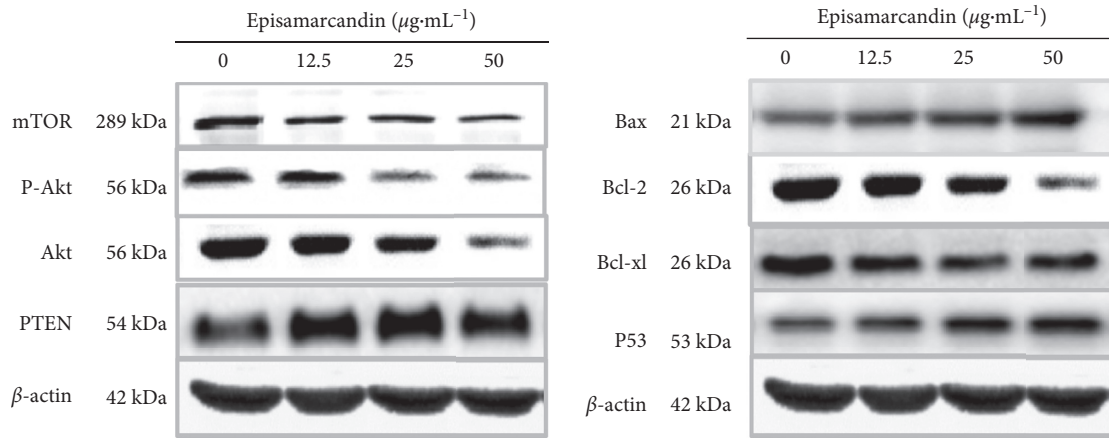 Episamarcandin (μg·mL⁻¹)
0 12.5 25 50
mTOR 289 kDa
P-Akt 56 kDa
Akt 56 kDa
PTEN 54 kDa
β-actin 42 kDa
Episamarcandin (μg·mL⁻¹)
0 12.5 25 50
Bax 21 kDa
Bcl-2 26 kDa
Bcl-xl 26 kDa
P53 53 kDa
β-actin 42 kDa